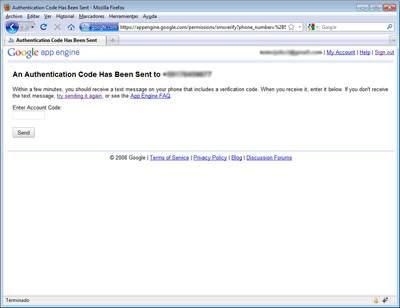 Authentication Code Has Been Sent - Mozilla Firefox
Archivo Editar Ver Historial Marcadores Herramientas Ayuda
google.com https://appengine.google.com/permissions/smsverify?phone_number=%2B5
Google
Authentication Code Has Been Sent
Google app engine
| My Account | Help | Sign out
An Authentication Code Has Been Sent to
Within a few minutes, you should receive a text message on your phone that includes a verification code. When you receive it, enter it below. If you don't receive
the text message, try sending it again, or see the App Engine FAQ.
Enter Account Code:
Send
© 2008 Google | Terms of Service | Privacy Policy | Blog | Discussion Forums
Terminado